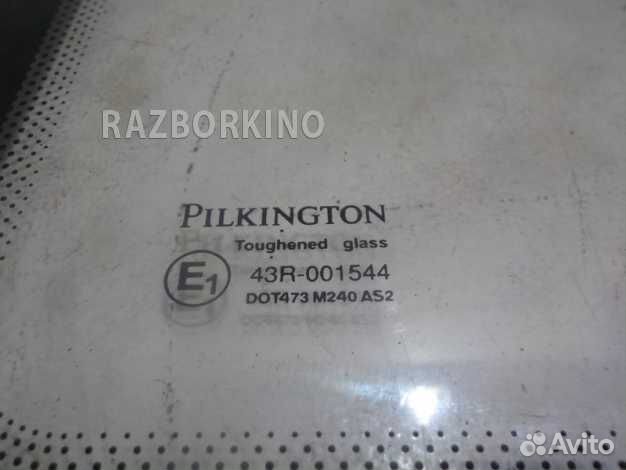 RAZBORKINO
PILKINGTON
Toughened glass
E1 43R-001544
DOT473 M240 AS2
Avito